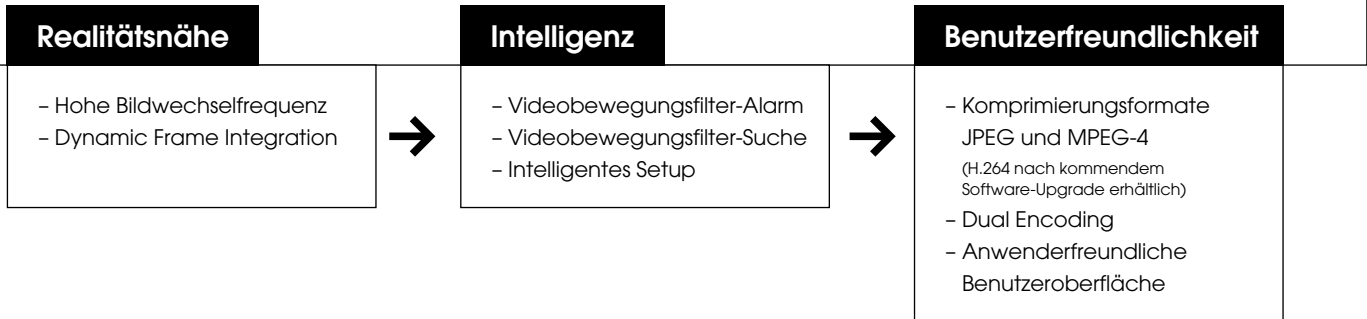 Realitätsnähe
– Hohe Bildwechselfrequenz
– Dynamic Frame Integration
Intelligenz
– Videobewegungsfilter-Alarm
– Videobewegungsfilter-Suche
– Intelligentes Setup
Benutzerfreundlichkeit
– Komprimierungsformate
JPEG und MPEG-4
(H.264 nach kommendem
Software-Upgrade erhältlich)
– Dual Encoding
– Anwenderfreundliche
Benutzeroberfläche